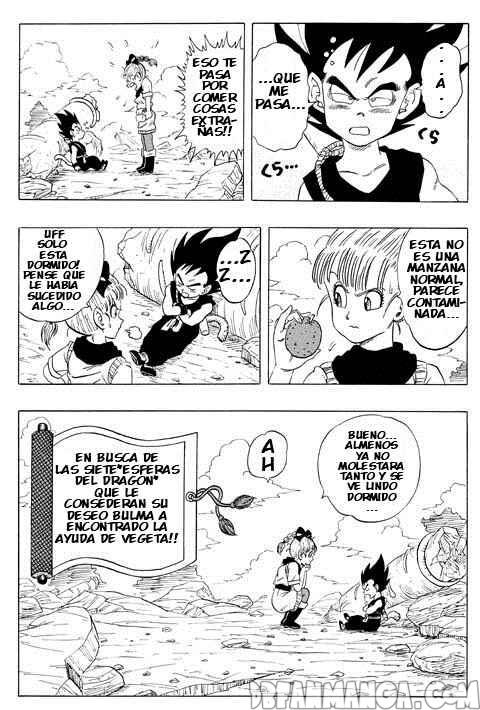 ESO TE
PASA
POR
COMER
COSAS
EXTRA-
ÑAS!!
. . . .
A...
...QUE
ME
PASA...
UFF
SOLO
ESTA
DORMIDO!
PENSE QUE
LE HABIA
SUCEDIDO
ALGO...
...Z
Z...
ESTA NO
ES UNA
MANZANA
NORMAL,
PARECE
CONTAMI-
NADA...
EN BUSCA DE
LAS SIETE"ESFERAS
DEL DRAGON"
QUE LE
CONSEDERAN SU
DESEO BULMA A
ENCONTRADO LA
AYUDA DE VEGETA!!
A
H
BUENO...
ALMENOS
YA NO
MOLESTARA
TANTO Y SE
VE LINDO
DORMIDO
...
DBFANMANGA.COM